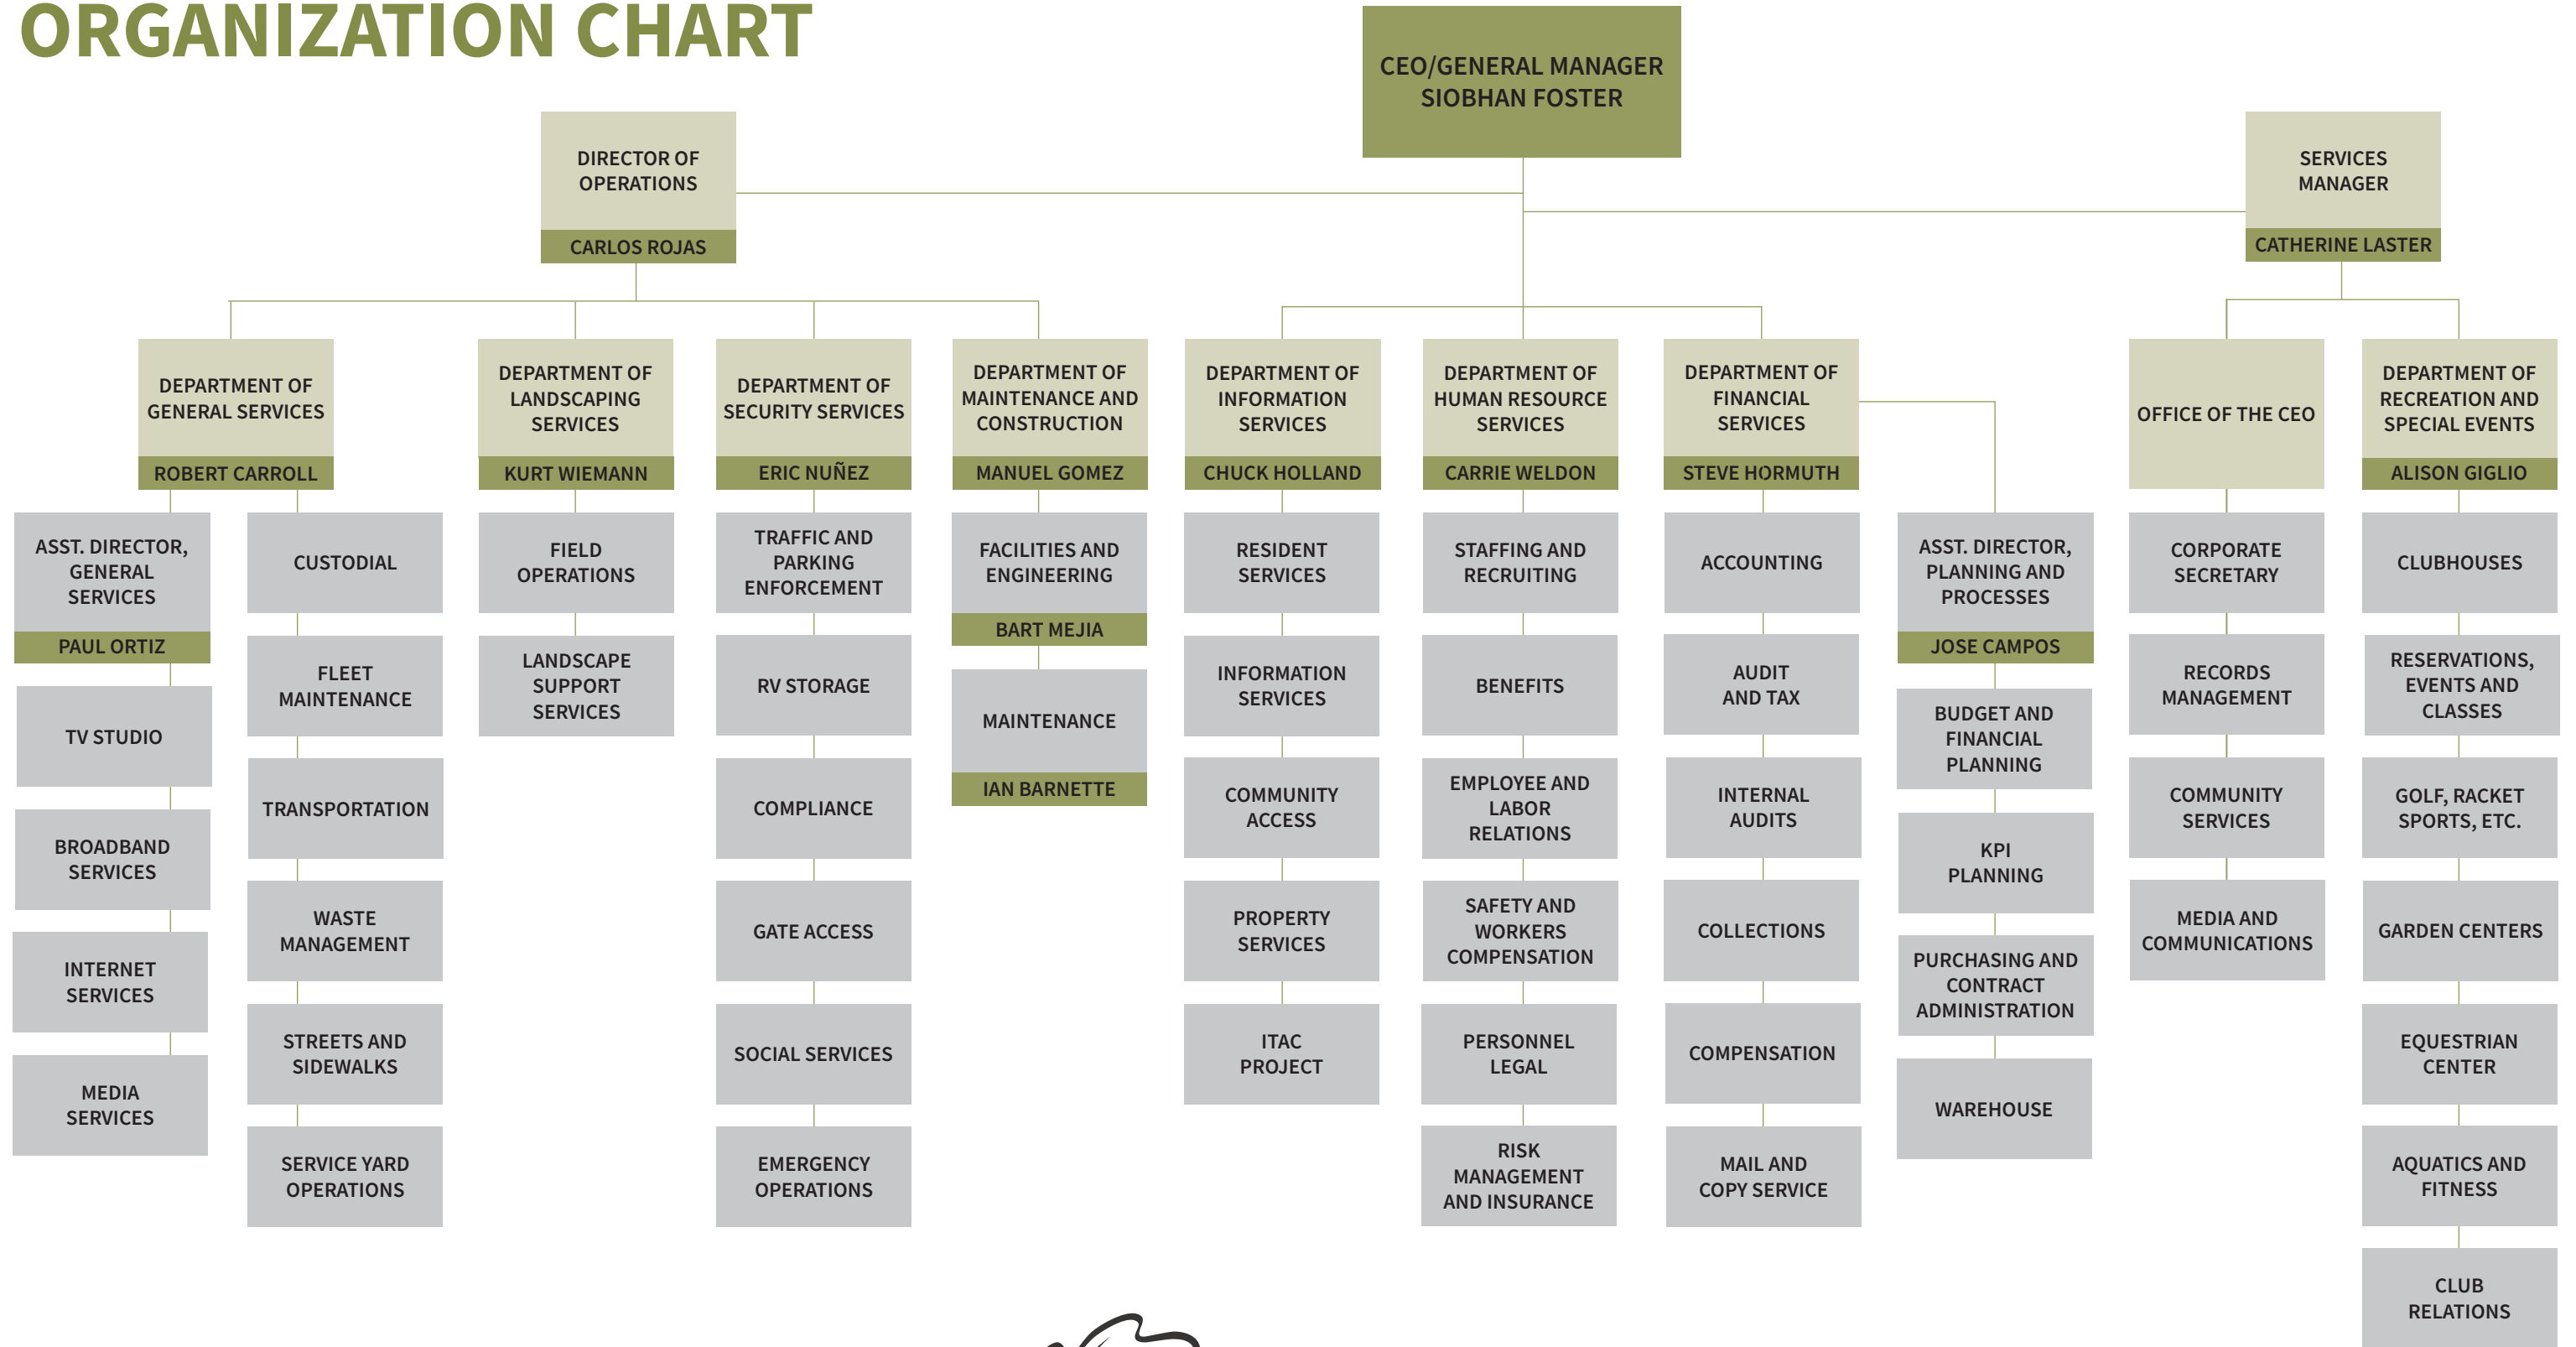 ORGANIZATION CHART
CEO/GENERAL MANAGER
SIOBHAN FOSTER
DIRECTOR OF
OPERATIONS
CARLOS ROJAS
SERVICES
MANAGER
CATHERINE LASTER
DEPARTMENT OF
GENERAL SERVICES
ROBERT CARROLL
ASST. DIRECTOR,
GENERAL
SERVICES
PAUL ORTIZ
TV STUDIO
BROADBAND
SERVICES
INTERNET
SERVICES
MEDIA
SERVICES
CUSTODIAL
FLEET
MAINTENANCE
TRANSPORTATION
WASTE
MANAGEMENT
STREETS AND
SIDEWALKS
SERVICE YARD
OPERATIONS
DEPARTMENT OF
LANDSCAPING
SERVICES
KURT WIEMANN
FIELD
OPERATIONS
LANDSCAPE
SUPPORT
SERVICES
DEPARTMENT OF
SECURITY SERVICES
ERIC NUÑEZ
TRAFFIC AND
PARKING
ENFORCEMENT
RV STORAGE
COMPLIANCE
GATE ACCESS
SOCIAL SERVICES
EMERGENCY
OPERATIONS
DEPARTMENT OF
MAINTENANCE AND
CONSTRUCTION
MANUEL GOMEZ
FACILITIES AND
ENGINEERING
BART MEJIA
MAINTENANCE
IAN BARNETTE
DEPARTMENT OF
INFORMATION
SERVICES
CHUCK HOLLAND
RESIDENT
SERVICES
INFORMATION
SERVICES
COMMUNITY
ACCESS
PROPERTY
SERVICES
ITAC
PROJECT
DEPARTMENT OF
HUMAN RESOURCE
SERVICES
CARRIE WELDON
STAFFING AND
RECRUITING
BENEFITS
EMPLOYEE AND
LABOR
RELATIONS
SAFETY AND
WORKERS
COMPENSATION
PERSONNEL
LEGAL
RISK
MANAGEMENT
AND INSURANCE
DEPARTMENT OF
FINANCIAL
SERVICES
STEVE HORMUTH
ACCOUNTING
AUDIT
AND TAX
INTERNAL
AUDITS
COLLECTIONS
COMPENSATION
MAIL AND
COPY SERVICE
ASST. DIRECTOR,
PLANNING AND
PROCESSES
JOSE CAMPOS
BUDGET AND
FINANCIAL
PLANNING
KPI
PLANNING
PURCHASING AND
CONTRACT
ADMINISTRATION
WAREHOUSE
OFFICE OF THE CEO
CORPORATE
SECRETARY
RECORDS
MANAGEMENT
COMMUNITY
SERVICES
MEDIA AND
COMMUNICATIONS
DEPARTMENT OF
RECREATION AND
SPECIAL EVENTS
ALISON GIGLIO
CLUBHOUSES
RESERVATIONS,
EVENTS AND
CLASSES
GOLF, RACKET
SPORTS, ETC.
GARDEN CENTERS
EQUESTRIAN
CENTER
AQUATICS AND
FITNESS
CLUB
RELATIONS